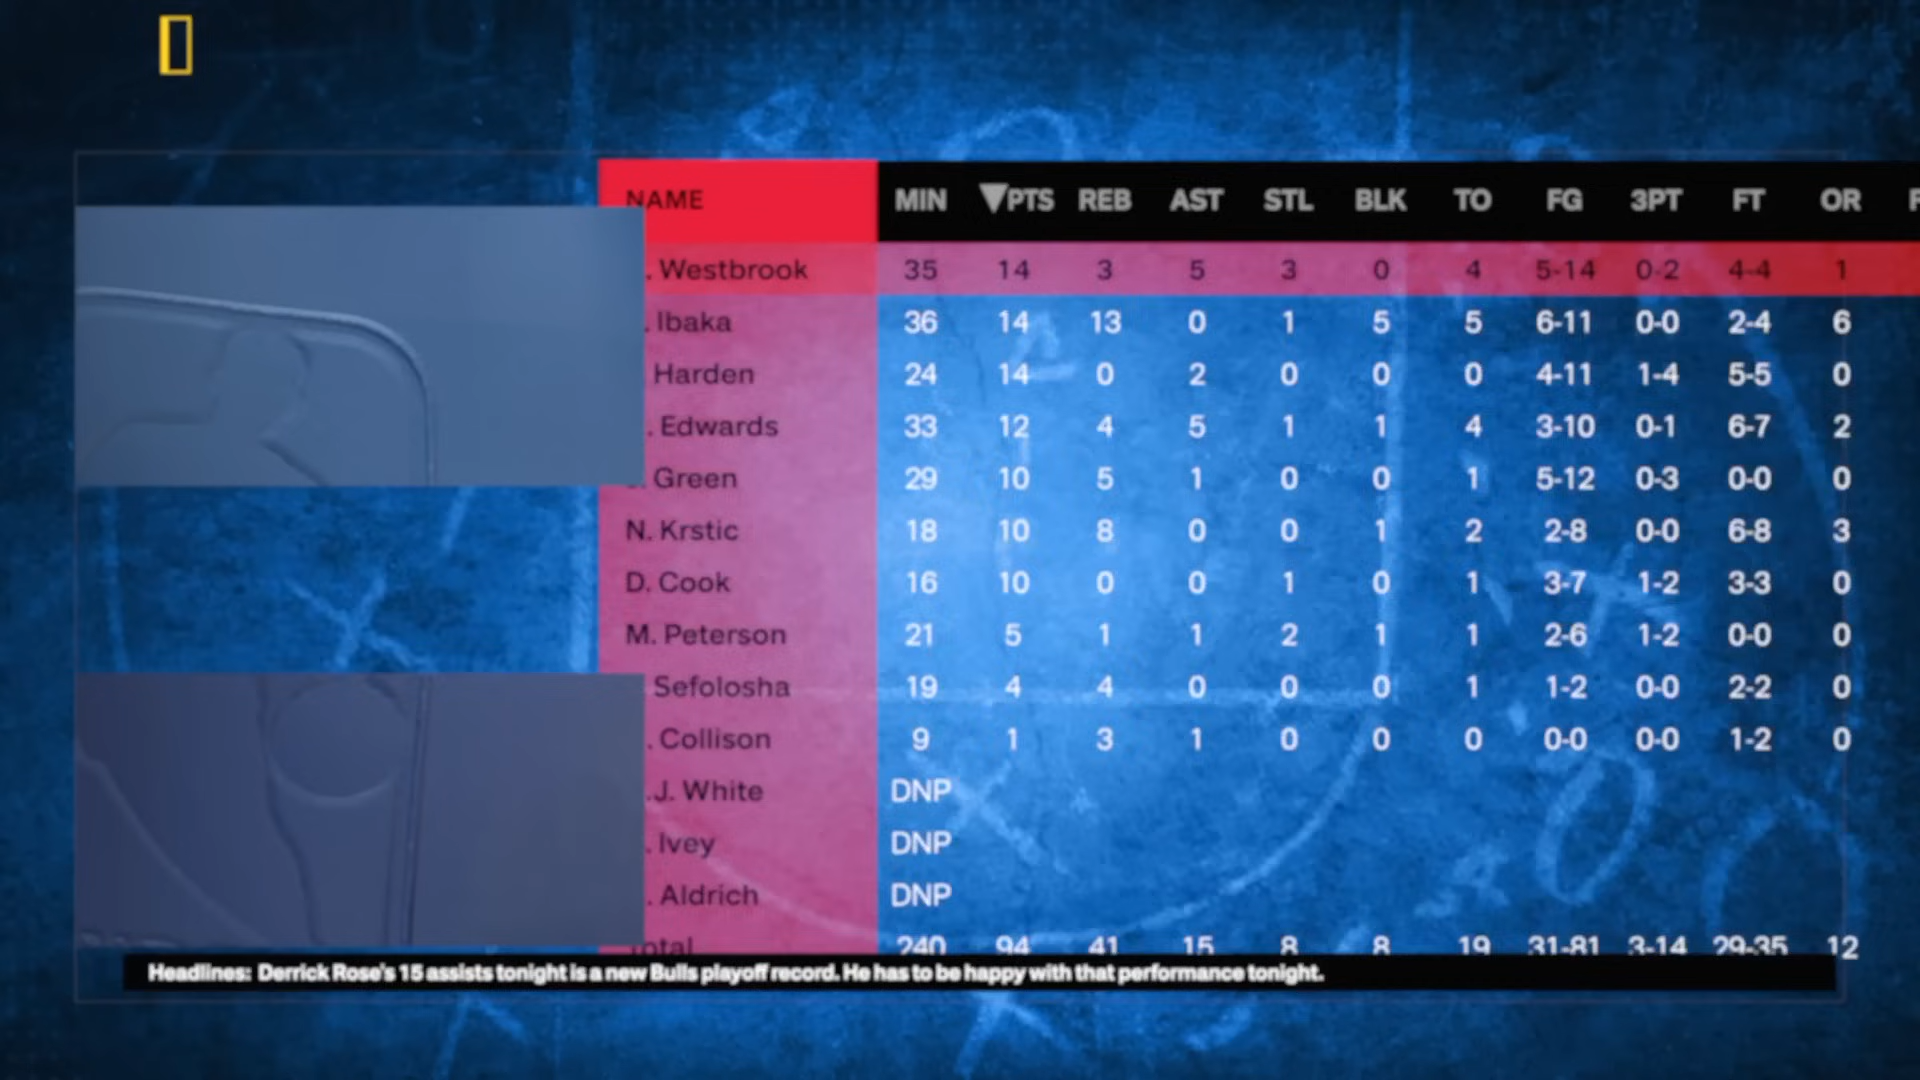 NAME MIN ▼PTS REB AST STL BLK TO FG 3PT FT OR
. Westbrook 35 14 3 5 3 0 4 5-14 0-2 4-4 1
. Ibaka 36 14 13 0 1 5 5 6-11 0-0 2-4 6
Harden 24 14 0 2 0 0 0 4-11 1-4 5-5 0
. Edwards 33 12 4 5 1 1 4 3-10 0-1 6-7 2
. Green 29 10 5 1 0 0 1 5-12 0-3 0-0 0
N. Krstic 18 10 8 0 0 1 2 2-8 0-0 6-8 3
D. Cook 16 10 0 0 1 0 1 3-7 1-2 3-3 0
M. Peterson 21 5 1 1 2 1 1 2-6 1-2 0-0 0
Sefolosha 19 4 4 0 0 0 1 1-2 0-0 2-2 0
. Collison 9 1 3 1 0 0 0 0-0 0-0 1-2 0
.J. White DNP
. Ivey DNP
. Aldrich DNP
Total 240 94 41 15 8 8 19 31-81 3-14 29-35 12
Headlines: Derrick Rose's 15 assists tonight is a new Bulls playoff record. He has to be happy with that performance tonight.